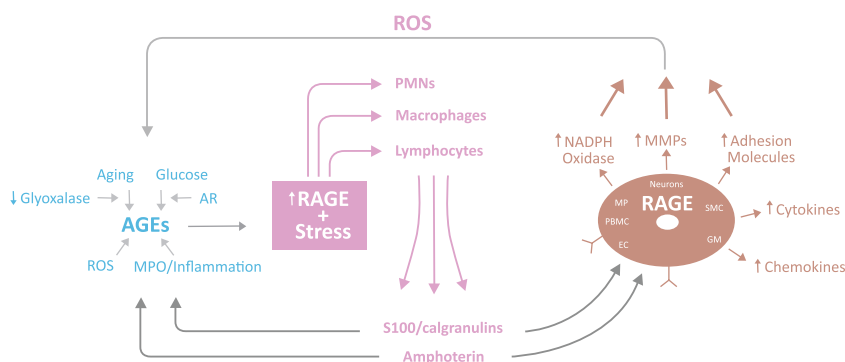 ROS
PMNs
Macrophages
Lymphocytes
Aging
Glucose
↓ Glyoxalase
AR
AGEs
ROS
MPO/Inflammation
↑RAGE
+
Stress
↑ NADPH
Oxidase
↑ MMPs
↑ Adhesion
Molecules
Neurons
MP
RAGE
SMC
PBMC
EC
GM
↑ Cytokines
↑ Chemokines
S100/calgranulins
Amphoterin